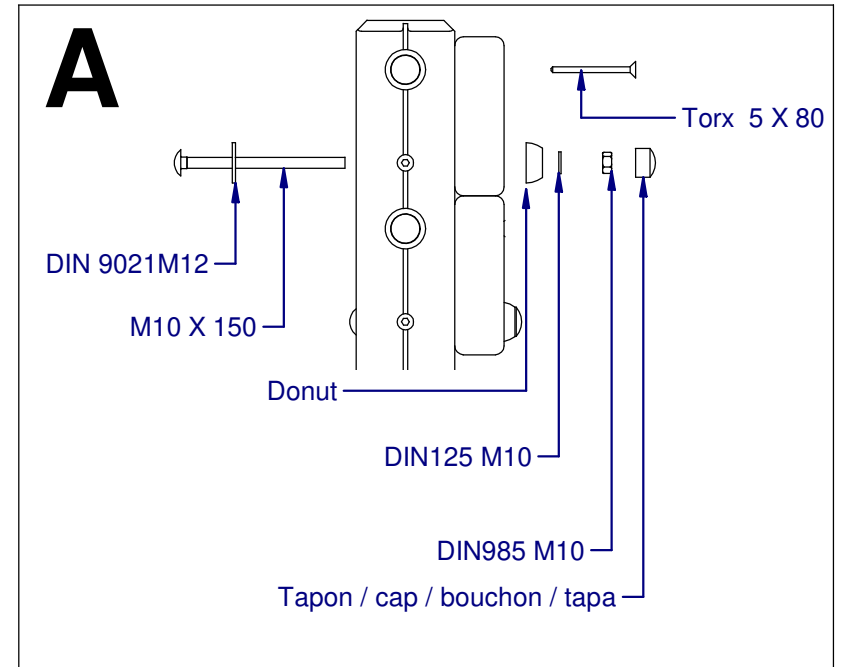 A
Torx 5 X 80
DIN 9021M12
M10 X 150
Donut
DIN125 M10
DIN985 M10
Tapon / cap / bouchon / tapa